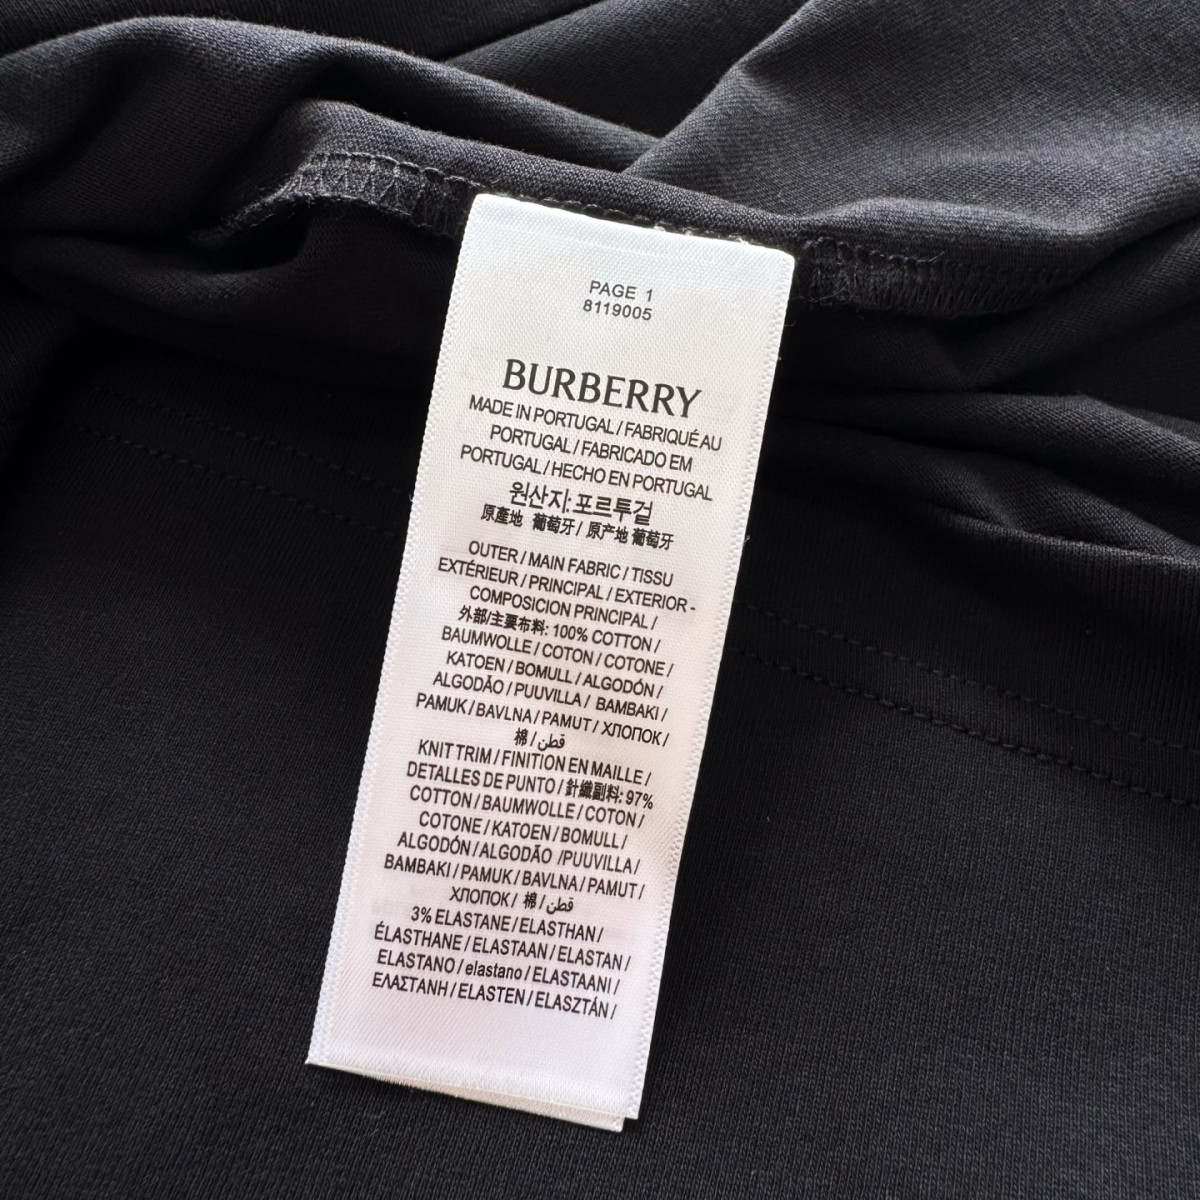 PAGE 1
8119005
BURBERRY
MADE IN PORTUGAL / FABRIQUÉ AU
PORTUGAL / FABRICADO EM
PORTUGAL / HECHO EN PORTUGAL
원산지: 포르투걸
原產地 葡萄牙 / 原产地 葡萄牙
OUTER / MAIN FABRIC / TISSU
EXTÉRIEUR / PRINCIPAL / EXTERIOR -
COMPOSICION PRINCIPAL /
外部/主要布料: 100% COTTON /
BAUMWOLLE / COTON / COTONE /
KATOEN / BOMULL / ALGODÓN /
ALGODÃO / PUUVILLA / BAMBAKI /
PAMUK / BAVLNA / PAMUT / ХЛОПОК /
棉 / قطن
KNIT TRIM / FINITION EN MAILLE /
DETALLES DE PUNTO / 針織副料: 97%
COTTON / BAUMWOLLE / COTON /
COTONE / KATOEN / BOMULL /
ALGODÓN / ALGODÃO /PUUVILLA /
BAMBAKI / PAMUK / BAVLNA / PAMUT /
ХЛОПОК / 棉 / قطن
3% ELASTANE / ELASTHAN /
ÉLASTHANE / ELASTAAN / ELASTAN /
ELASTANO / elastano / ELASTAANI /
ΕΛΑΣΤΑΝΗ / ELASTEN / ELASZTÁN /